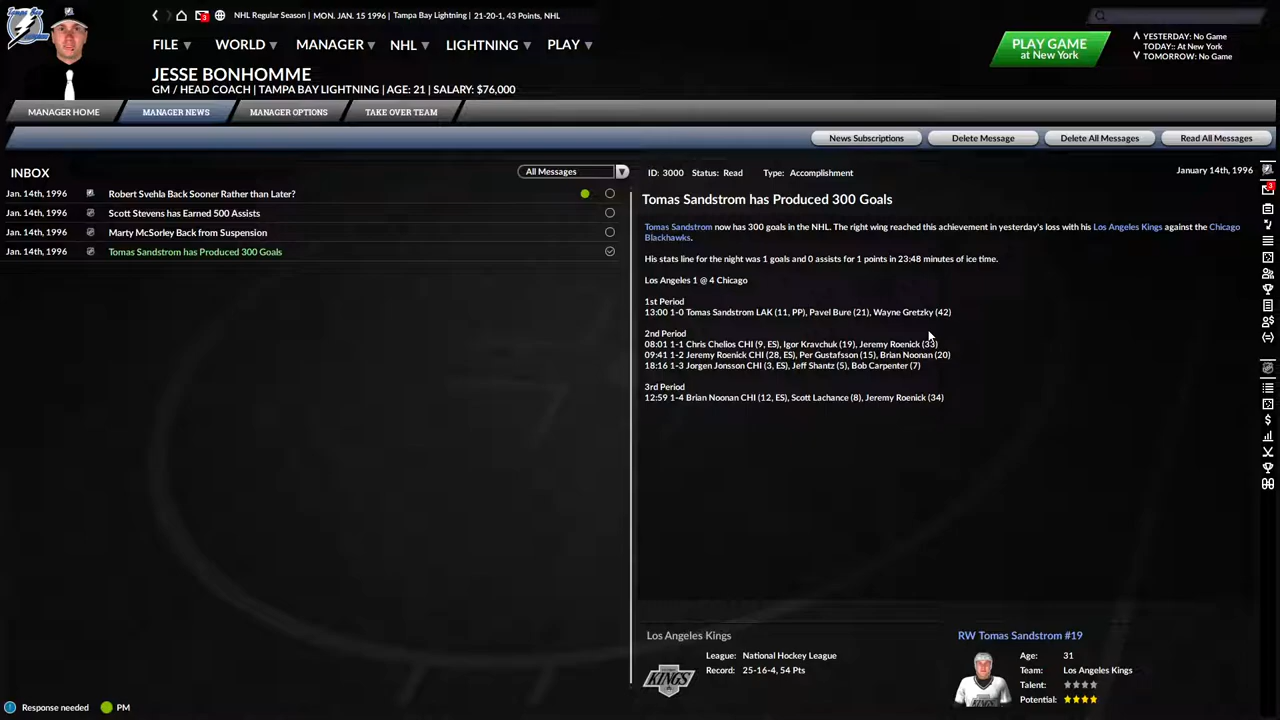 NHL Regular Season | MON. JAN. 15 1996 | Tampa Bay Lightning | 21-20-1, 43 Points, NHL
FILE WORLD MANAGER NHL LIGHTNING PLAY
PLAY GAME
at New York
YESTERDAY: No Game
TODAY:: At New York
TOMORROW: No Game
JESSE BONHOMME
GM / HEAD COACH | TAMPA BAY LIGHTNING | AGE: 21 | SALARY: $76,000
MANAGER HOME MANAGER NEWS MANAGER OPTIONS TAKE OVER TEAM
News Subscriptions Delete Message Delete All Messages Read All Messages
INBOX All Messages
Jan. 14th, 1996 Robert Svehla Back Sooner Rather than Later?
Jan. 14th, 1996 Scott Stevens has Earned 500 Assists
Jan. 14th, 1996 Marty McSorley Back from Suspension
Jan. 14th, 1996 Tomas Sandstrom has Produced 300 Goals
ID: 3000 Status: Read Type: Accomplishment January 14th, 1996
Tomas Sandstrom has Produced 300 Goals
Tomas Sandstrom now has 300 goals in the NHL. The right wing reached this achievement in yesterday's loss with his Los Angeles Kings against the Chicago
Blackhawks.
His stats line for the night was 1 goals and 0 assists for 1 points in 23:48 minutes of ice time.
Los Angeles 1 @ 4 Chicago
1st Period
13:00 1-0 Tomas Sandstrom LAK (11, PP), Pavel Bure (21), Wayne Gretzky (42)
2nd Period
08:01 1-1 Chris Chelios CHI (9, ES), Igor Kravchuk (19), Jeremy Roenick (33)
09:41 1-2 Jeremy Roenick CHI (28, ES), Per Gustafsson (15), Brian Noonan (20)
18:16 1-3 Jorgen Jonsson CHI (3, ES), Jeff Shantz (5), Bob Carpenter (7)
3rd Period
12:59 1-4 Brian Noonan CHI (12, ES), Scott Lachance (8), Jeremy Roenick (34)
Los Angeles Kings
League: National Hockey League
Record: 25-16-4, 54 Pts
KINGS
RW Tomas Sandstrom #19
Age: 31
Team: Los Angeles Kings
Talent:
Potential:
Response needed PM